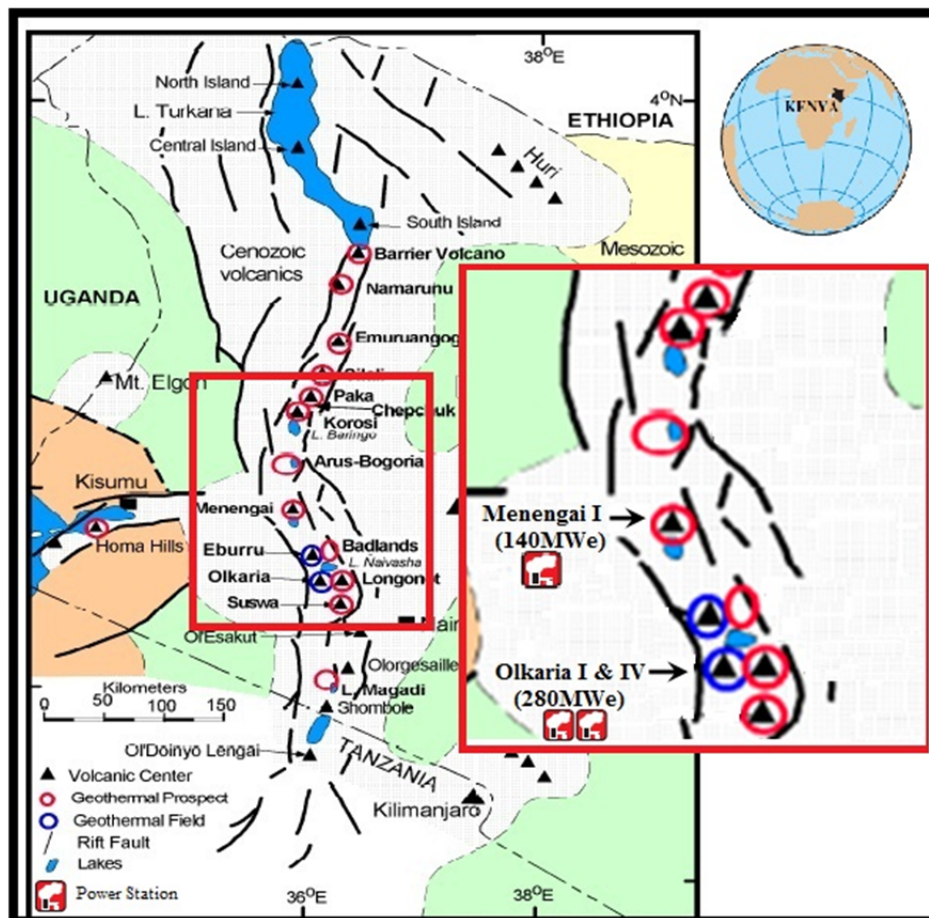 38°E
4°N
North Island
L. Turkana
ETHIOPIA
Central Island
Huri
South Island
Cenozoic
volcanics
Barrier Volcano
Mesozoic
Namarunu
UGANDA
Emuruangog
Mt. Elgon
Paka
Chepchuk
Korosi
L. Baringo
Arus-Bogoria
Kisumu
Menengai
Homa Hills
Eburru
Badlands
L. Naivasha
Olkaria
Longonot
Suswa
Ol'Esakut
Olorgesaille
L. Magadi
Shombole
Kilometers
0 50 100 150
Ol'Doinyo Lengai
TANZANIA
Kilimanjaro
Volcanic Center
Geothermal Prospect
Geothermal Field
Rift Fault
Lakes
Power Station
36°E
38°E
KENYA
Menengai I
(140MWe)
Olkaria I & IV
(280MWe)